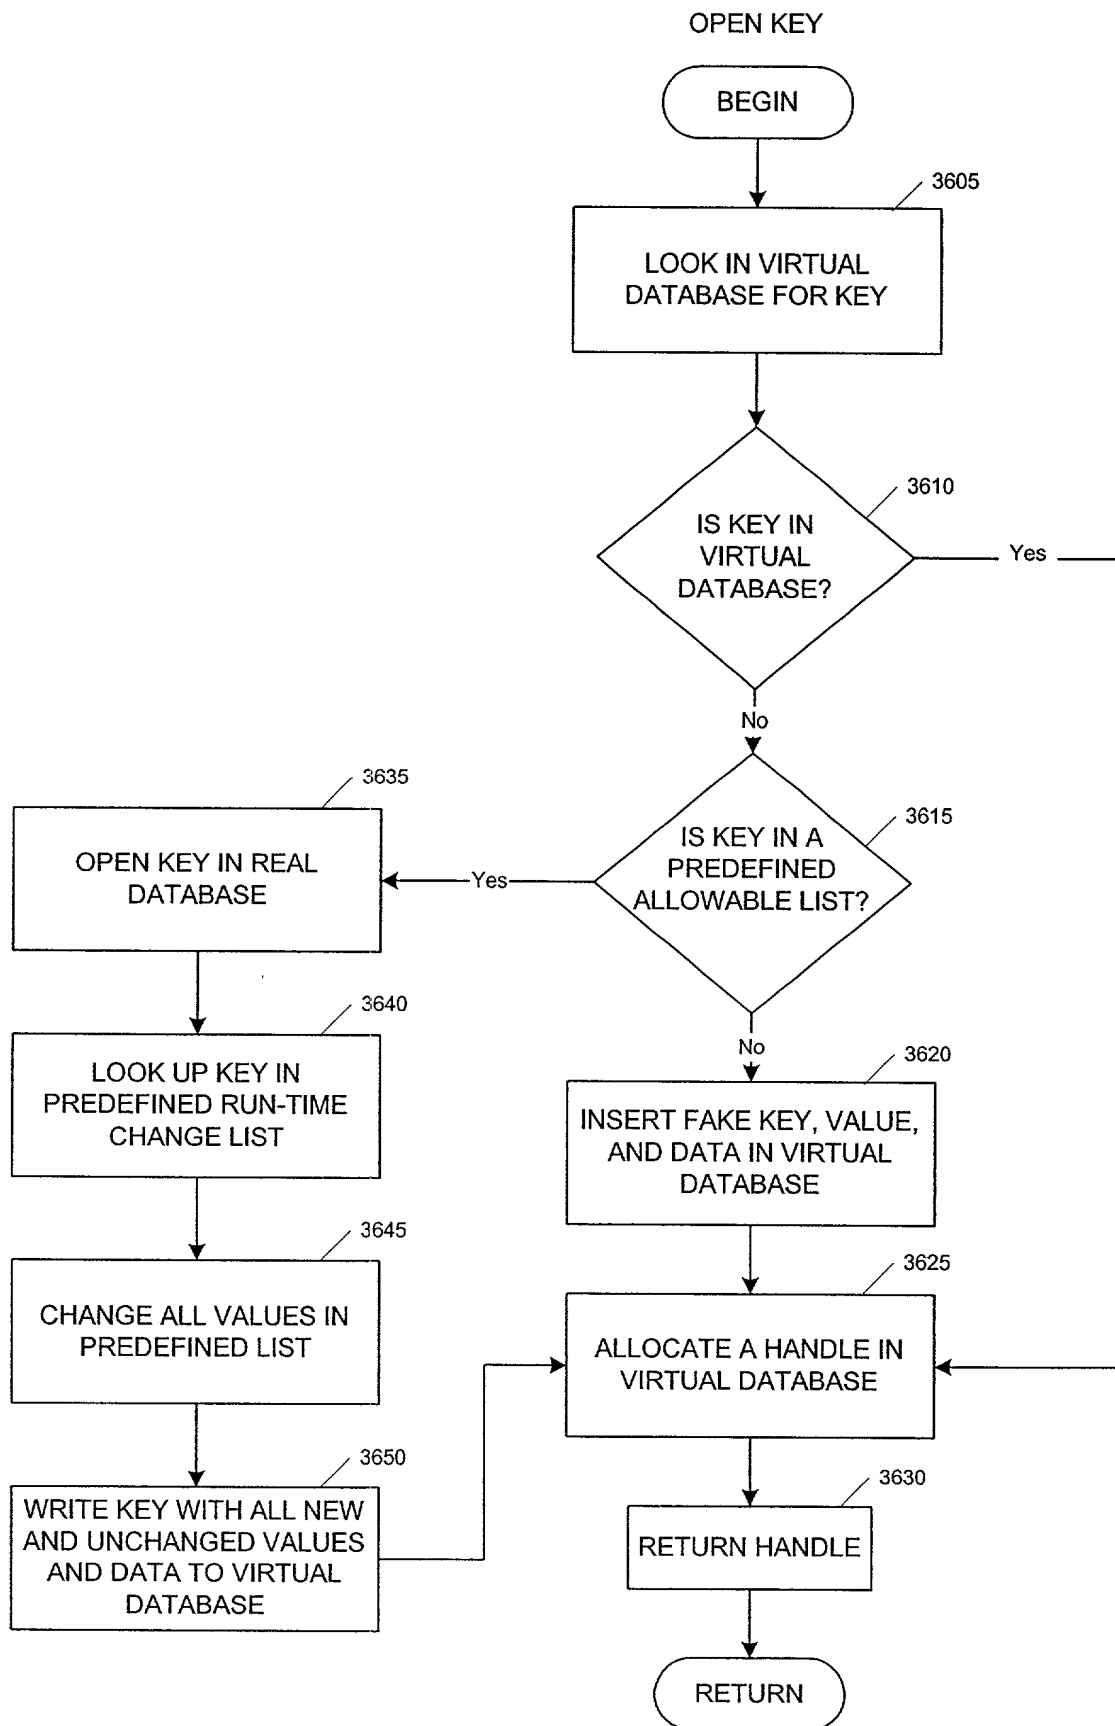 OPEN KEY
BEGIN
3605
LOOK IN VIRTUAL
DATABASE FOR KEY
3610
IS KEY IN
VIRTUAL
DATABASE?
Yes
No
3635
3615
OPEN KEY IN REAL
DATABASE
Yes
IS KEY IN A
PREDEFINED
ALLOWABLE LIST?
3640
No
3620
LOOK UP KEY IN
PREDEFINED RUN-TIME
CHANGE LIST
INSERT FAKE KEY, VALUE,
AND DATA IN VIRTUAL
DATABASE
3645
3625
CHANGE ALL VALUES IN
PREDEFINED LIST
ALLOCATE A HANDLE IN
VIRTUAL DATABASE
3650
3630
WRITE KEY WITH ALL NEW
AND UNCHANGED VALUES
AND DATA TO VIRTUAL
DATABASE
RETURN HANDLE
RETURN